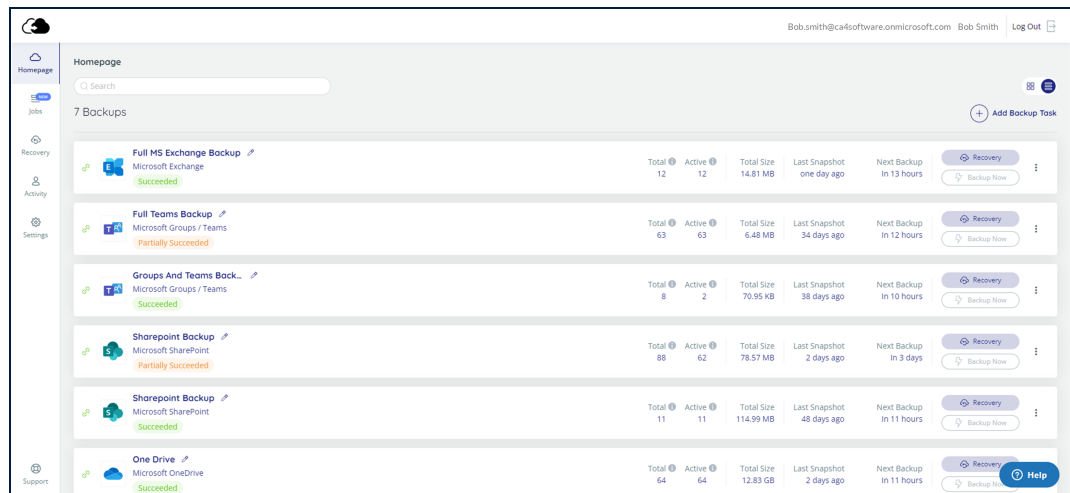 Bob.smith@ca4software.onmicrosoft.com Bob Smith Log Out
Homepage
NEW
Jobs
Recovery
Activity
Settings
Support
Homepage
Search
7 Backups
Add Backup Task
Full MS Exchange Backup
Microsoft Exchange
Succeeded
Total Active Total Size Last Snapshot Next Backup
12 12 14.81 MB one day ago In 13 hours
Recovery
Backup Now
Full Teams Backup
Microsoft Groups / Teams
Partially Succeeded
Total Active Total Size Last Snapshot Next Backup
63 63 6.48 MB 34 days ago In 12 hours
Recovery
Backup Now
Groups And Teams Back...
Microsoft Groups / Teams
Succeeded
Total Active Total Size Last Snapshot Next Backup
8 2 70.95 KB 38 days ago In 10 hours
Recovery
Backup Now
Sharepoint Backup
Microsoft SharePoint
Partially Succeeded
Total Active Total Size Last Snapshot Next Backup
88 62 78.57 MB 2 days ago In 3 days
Recovery
Backup Now
Sharepoint Backup
Microsoft SharePoint
Succeeded
Total Active Total Size Last Snapshot Next Backup
11 11 114.99 MB 48 days ago In 11 hours
Recovery
Backup Now
One Drive
Microsoft OneDrive
Succeeded
Total Active Total Size Last Snapshot Next Backup
64 64 12.83 GB 2 days ago In 11 hours
Recovery
Backup Now
Help